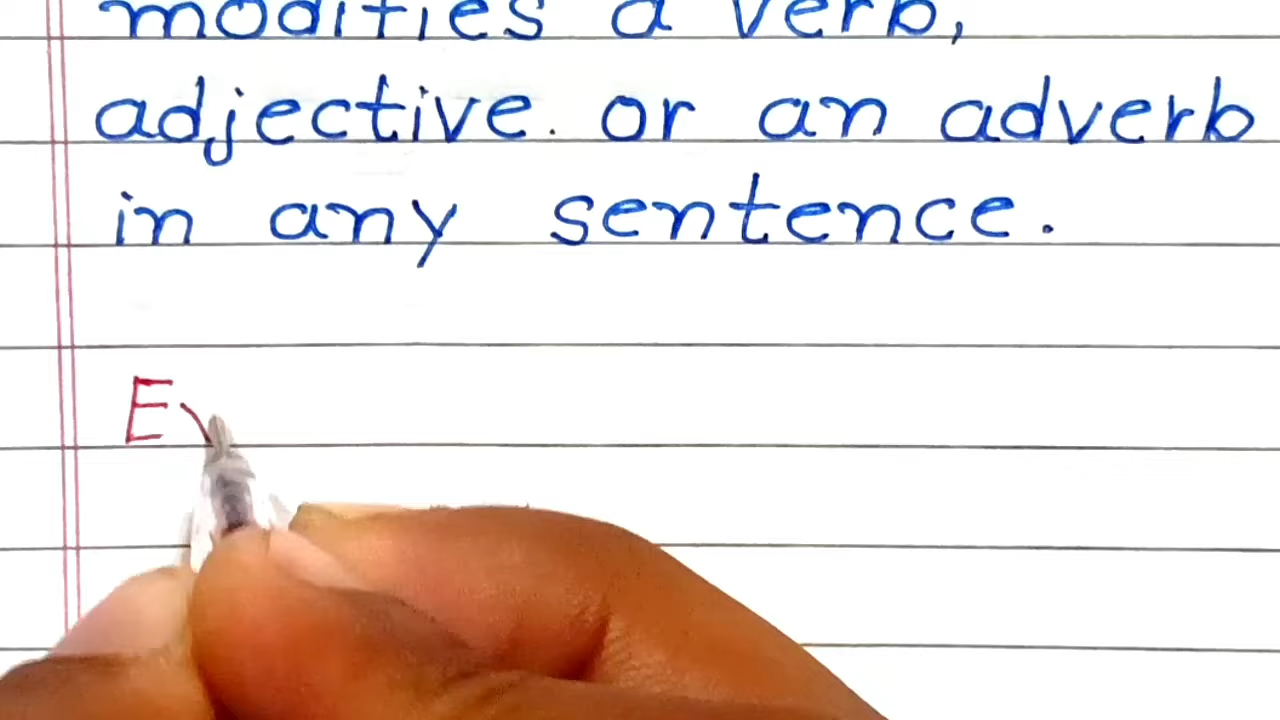 modifies a verb,
adjective. or an adverb
in any sentence.
E